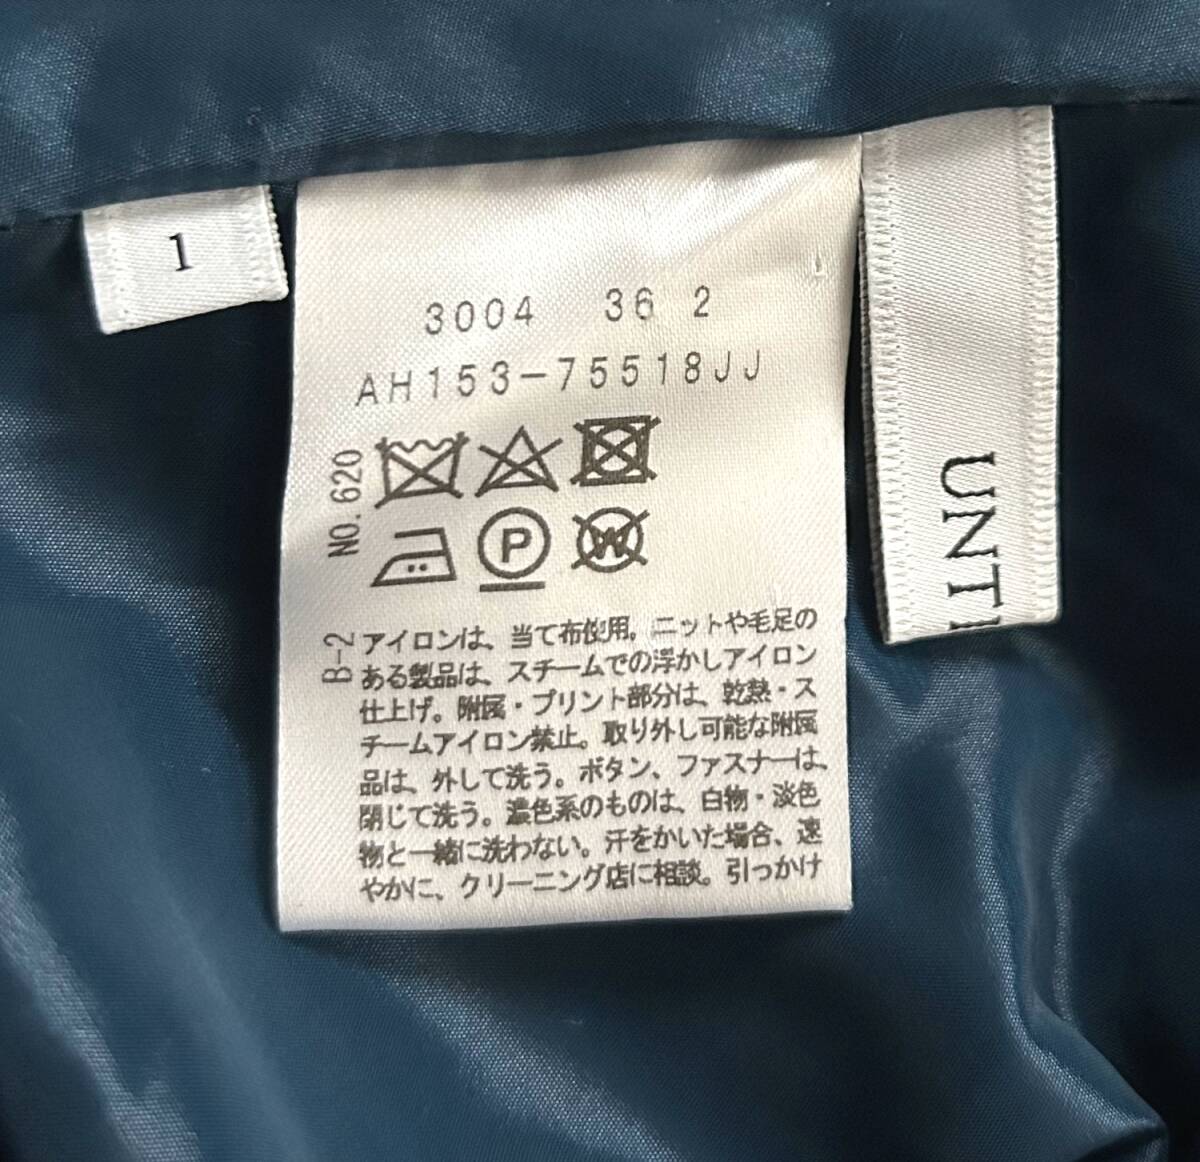 1
3004 36 2
AH153-75518JJ
NO.620
P
W
B-2
アイロンは、当て布使用。ニットや毛足の
ある製品は、スチームでの浮かしアイロン
仕上げ。附属・プリント部分は、乾熱・ス
チームアイロン禁止。取り外し可能な附属
品は、外して洗う。ボタン、ファスナーは、
閉じて洗う。濃色系のものは、白物・淡色
物と一緒に洗わない。汗をかいた場合、速
やかに、クリーニング店に相談。引っかけ
UNTI